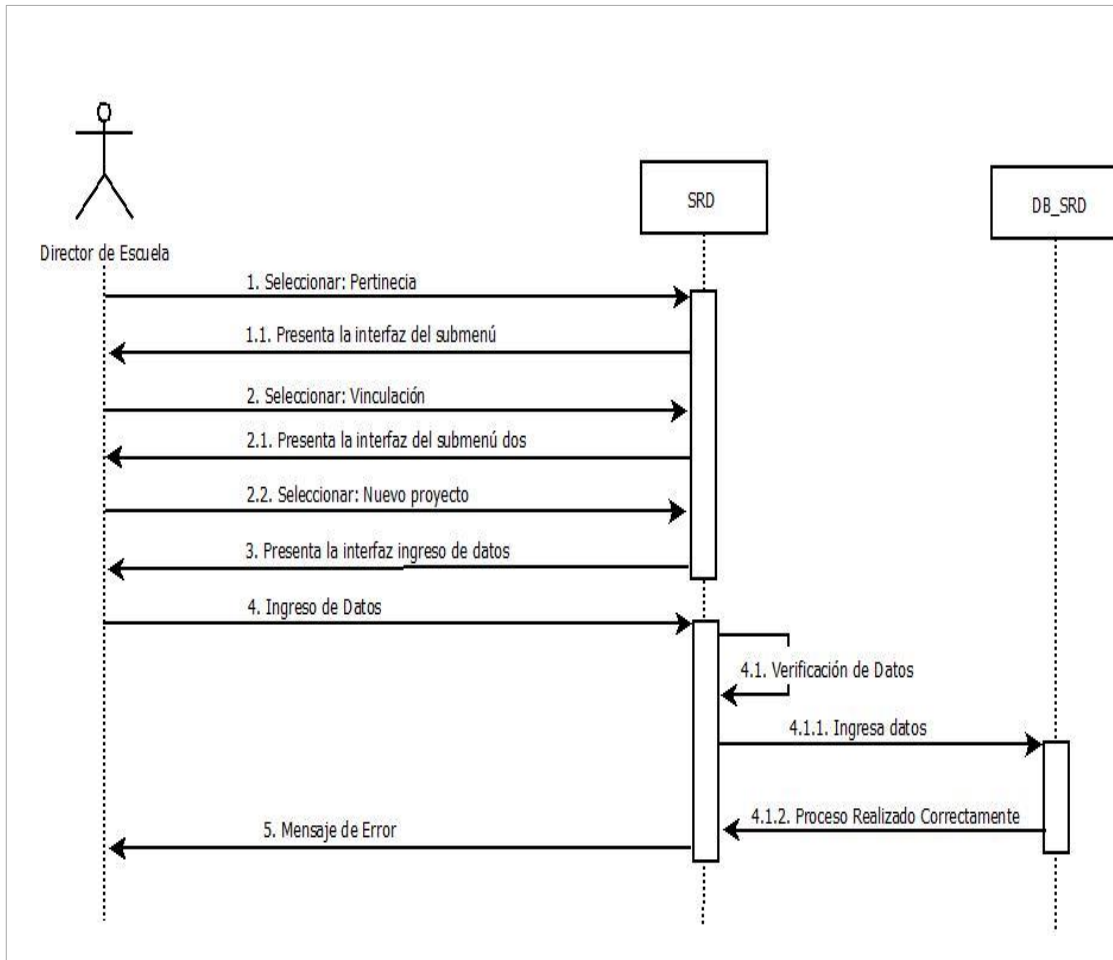 SRD
DB_SRD
Director de Escuela
1. Seleccionar: Pertinecia
1.1. Presenta la interfaz del submenú
2. Seleccionar: Vinculación
2.1. Presenta la interfaz del submenú dos
2.2. Seleccionar: Nuevo proyecto
3. Presenta la interfaz ingreso de datos
4. Ingreso de Datos
4.1. Verificación de Datos
4.1.1. Ingresa datos
4.1.2. Proceso Realizado Correctamente
5. Mensaje de Error